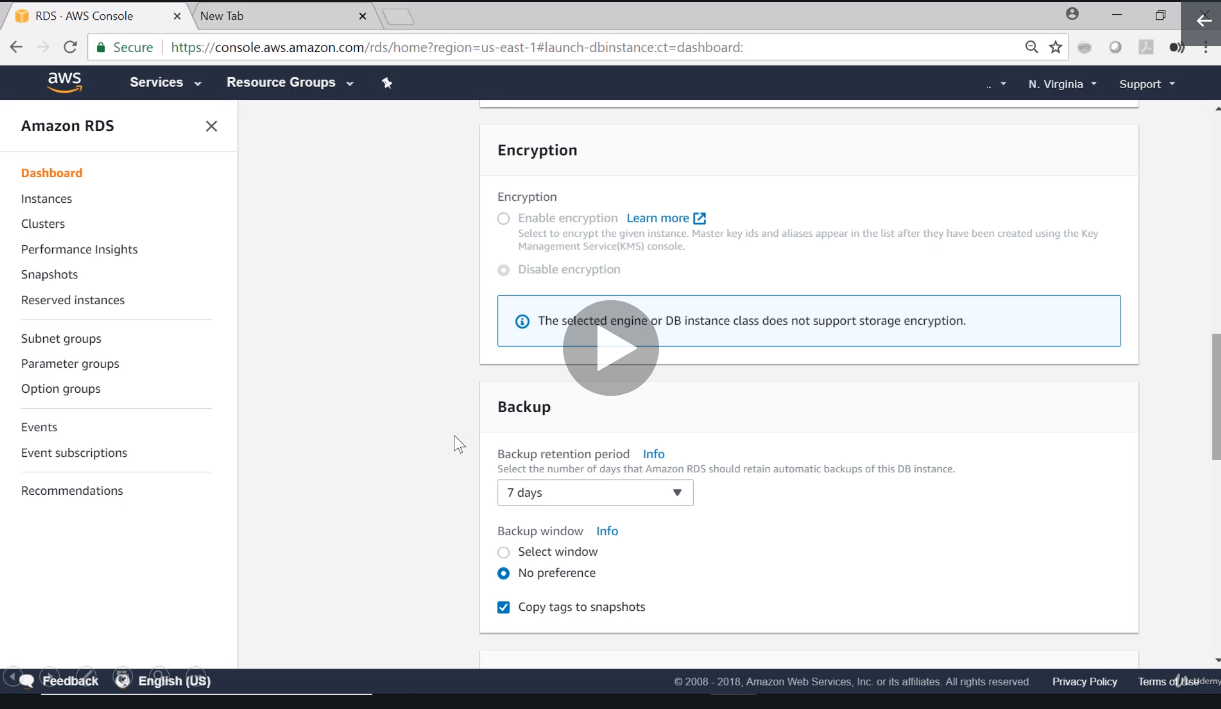 RDS · AWS Console
New Tab
Secure
https://console.aws.amazon.com/rds/home?region=us-east-1#launch-dbinstance:ct=dashboard:
aws
Services
Resource Groups
..
N. Virginia
Support
Amazon RDS
Dashboard
Instances
Clusters
Performance Insights
Snapshots
Reserved instances
Subnet groups
Parameter groups
Option groups
Events
Event subscriptions
Recommendations
Encryption
Encryption
Enable encryption Learn more
Select to encrypt the given instance. Master key ids and aliases appear in the list after they have been created using the Key
Management Service(KMS) console.
Disable encryption
The selected engine or DB instance class does not support storage encryption.
Backup
Backup retention period Info
Select the number of days that Amazon RDS should retain automatic backups of this DB instance.
7 days
Backup window Info
Select window
No preference
Copy tags to snapshots
Feedback
English (US)
© 2008 - 2018, Amazon Web Services, Inc. or its affiliates. All rights reserved.
Privacy Policy
Terms of Use